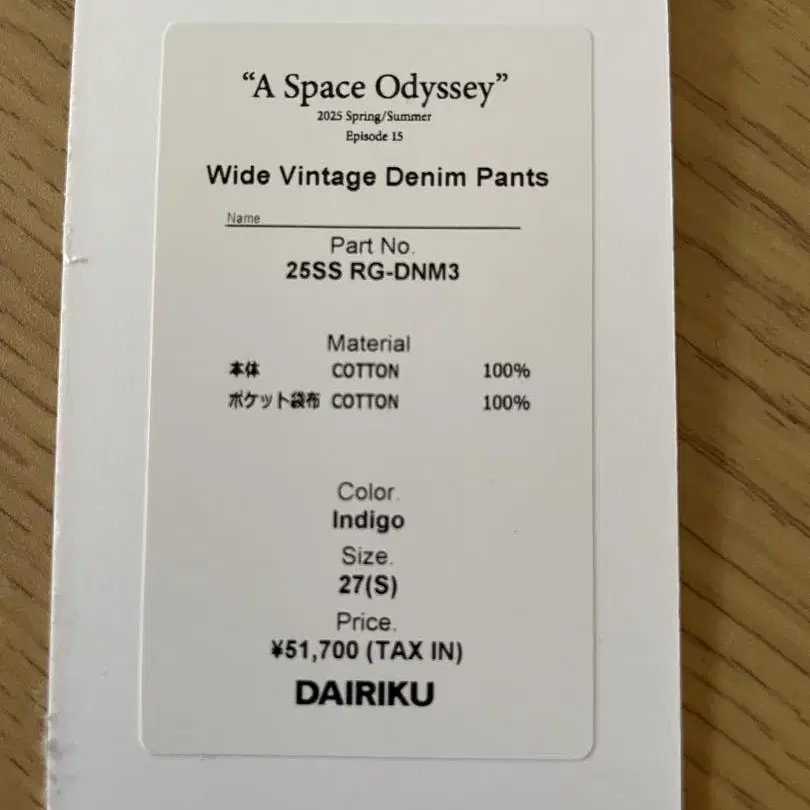 “A Space Odyssey”
2025 Spring/Summer
Episode 15
Wide Vintage Denim Pants
Name
Part No.
25SS RG-DNM3
Material
本体 COTTON 100%
ポケット袋布 COTTON 100%
Color.
Indigo
Size.
27(S)
Price.
¥51,700 (TAX IN)
DAIRIKU